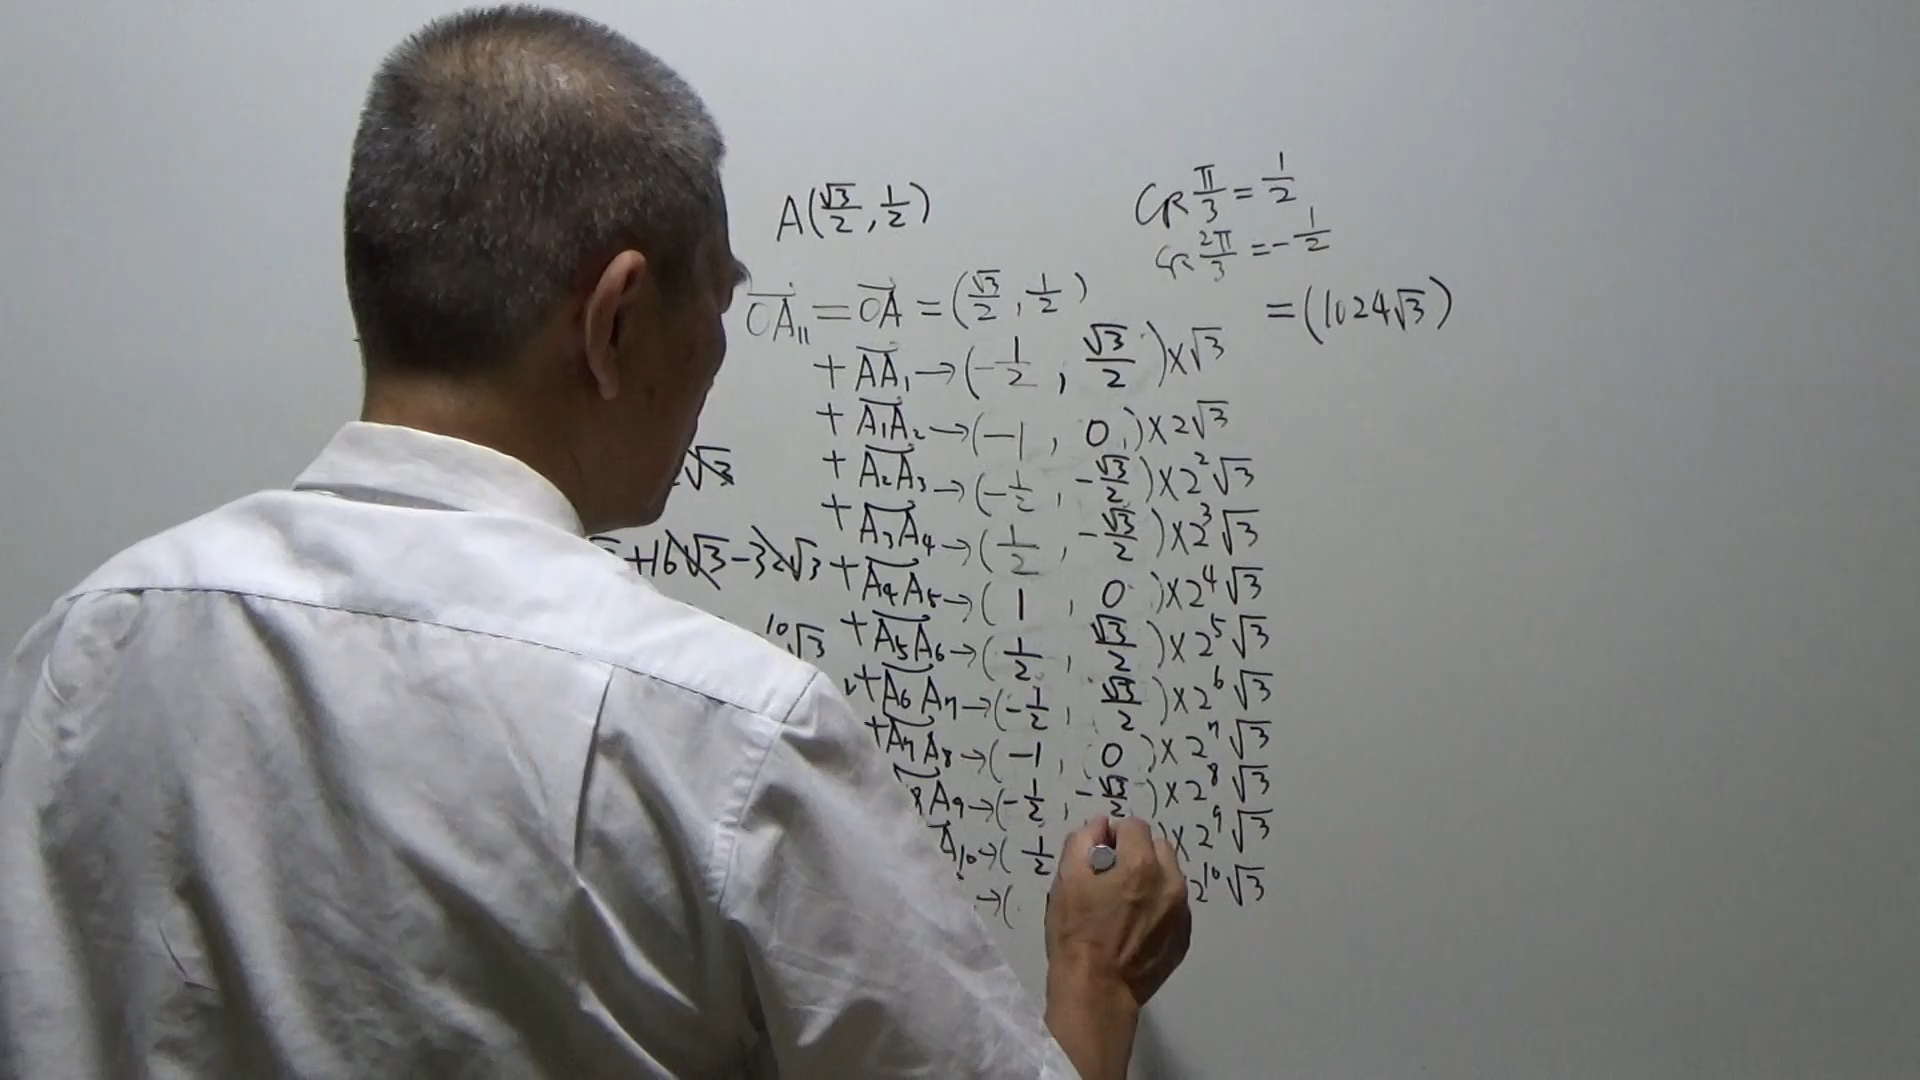 A(√3/2, 1/2)
cos π/3 = 1/2
cos 2π/3 = -1/2
OA₁₁ = OA = (√3/2, 1/2)
= (1024√3)
+ AA₁ → (-1/2, √3/2) × √3
+ A₁A₂ → (-1, 0) × 2√3
√3
+ A₂A₃ → (-1/2, -√3/2) × 2²√3
+ A₃A₄ → (1/2, -√3/2) × 2³√3
+16√3 - 32√3
+ A₄A₅ → (1, 0) × 2⁴√3
10√3
+ A₅A₆ → (1/2, √3/2) × 2⁵√3
+ A₆A₇ → (-1/2, √3/2) × 2⁶√3
+ A₇A₈ → (-1, 0) × 2⁷√3
₈A₉ → (-1/2, -√3/2) × 2⁸√3
A₁₀ → (1/2 ) × 2⁹√3
→ ( 2¹⁰√3